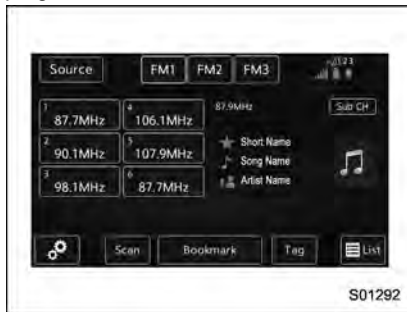 Source FM1 FM2 FM3 123
1 87.7MHz 4 106.1MHz 87.9MHz Sub CH
2 90.1MHz 5 107.9MHz Short Name
Song Name
3 98.1MHz 6 87.7MHz Artist Name
Scan Bookmark Tag List
S01292